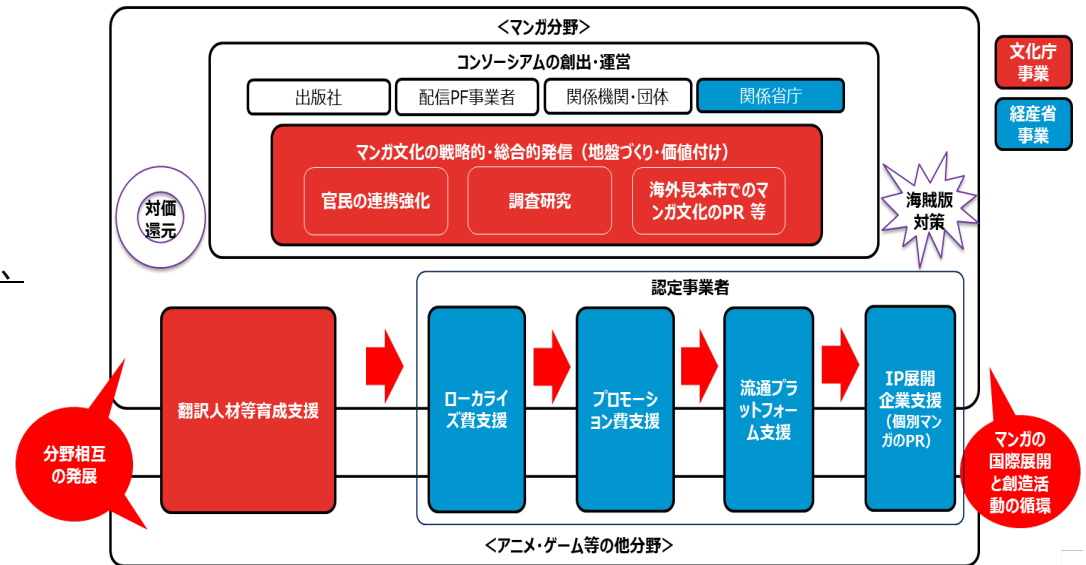 ＜マンガ分野＞
コンソーシアムの創出・運営
出版社
配信PF事業者
関係機関・団体
関係省庁
文化庁
事業
経産省
事業
マンガ文化の戦略的・総合的発信（地盤づくり・価値付け）
官民の連携強化
調査研究
海外見本市でのマ
ンガ文化のPR 等
対価
還元
海賊版
対策
、
認定事業者
翻訳人材等育成支援
ローカライ
ズ費支援
プロモーシ
ョン費支援
流通プラ
ットフォー
ム支援
IP展開
企業支援
（個別マン
ガのPR）
分野相互
の発展
マンガの
国際展開
と創造活
動の循環
＜アニメ・ゲーム等の他分野＞